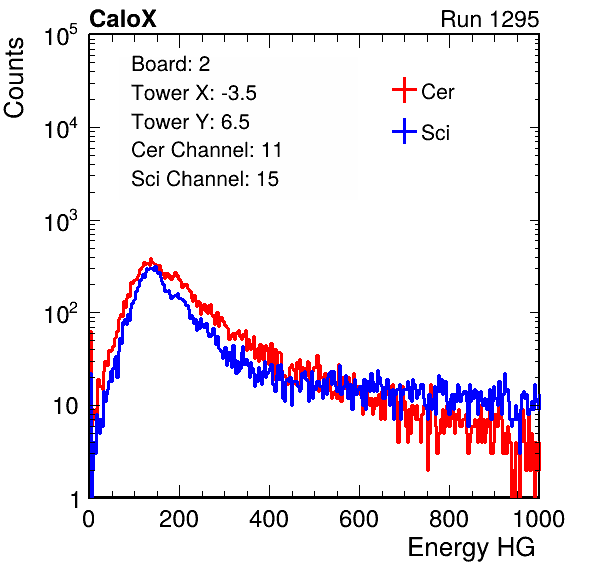 CaloX Run 1295
Counts
10^5
10^4
10^3
10^2
10
1
Board: 2
Tower X: -3.5
Tower Y: 6.5
Cer Channel: 11
Sci Channel: 15
Cer
Sci
0 200 400 600 800 1000
Energy HG